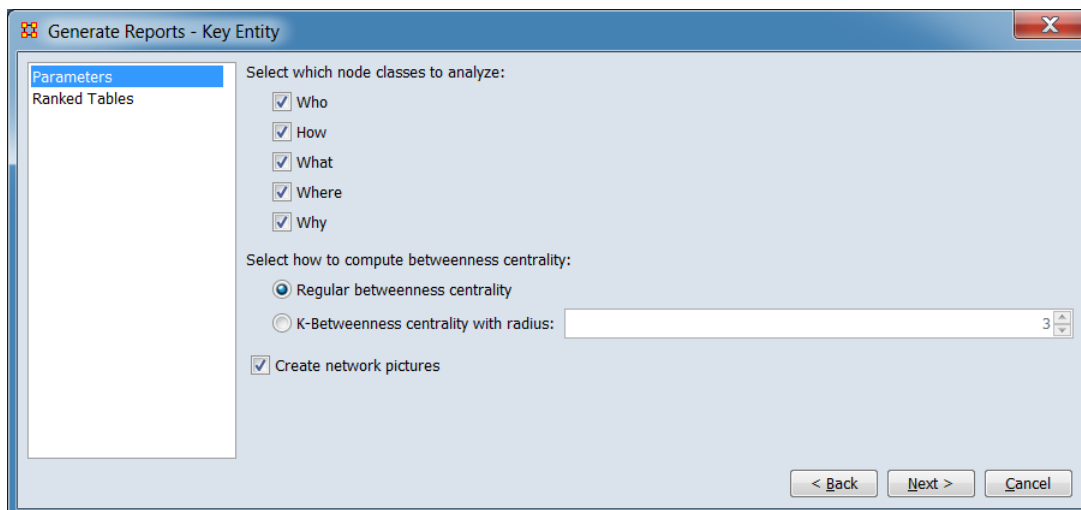 Generate Reports - Key Entity
X
Parameters
Ranked Tables
Select which node classes to analyze:
Who
How
What
Where
Why
Select how to compute betweenness centrality:
Regular betweenness centrality
K-Betweenness centrality with radius: 3
Create network pictures
< Back Next > Cancel